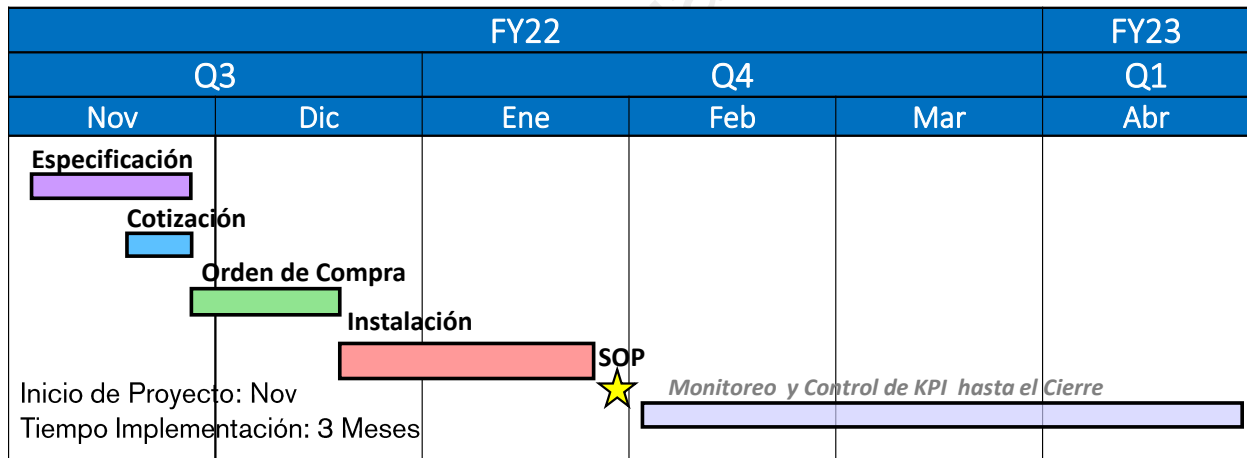 FY22 FY23
Q3 Q4 Q1
Nov Dic Ene Feb Mar Abr
Especificación
Cotización
Orden de Compra
Instalación
SOP
Monitoreo y Control de KPI hasta el Cierre
Inicio de Proyecto: Nov
Tiempo Implementación: 3 Meses